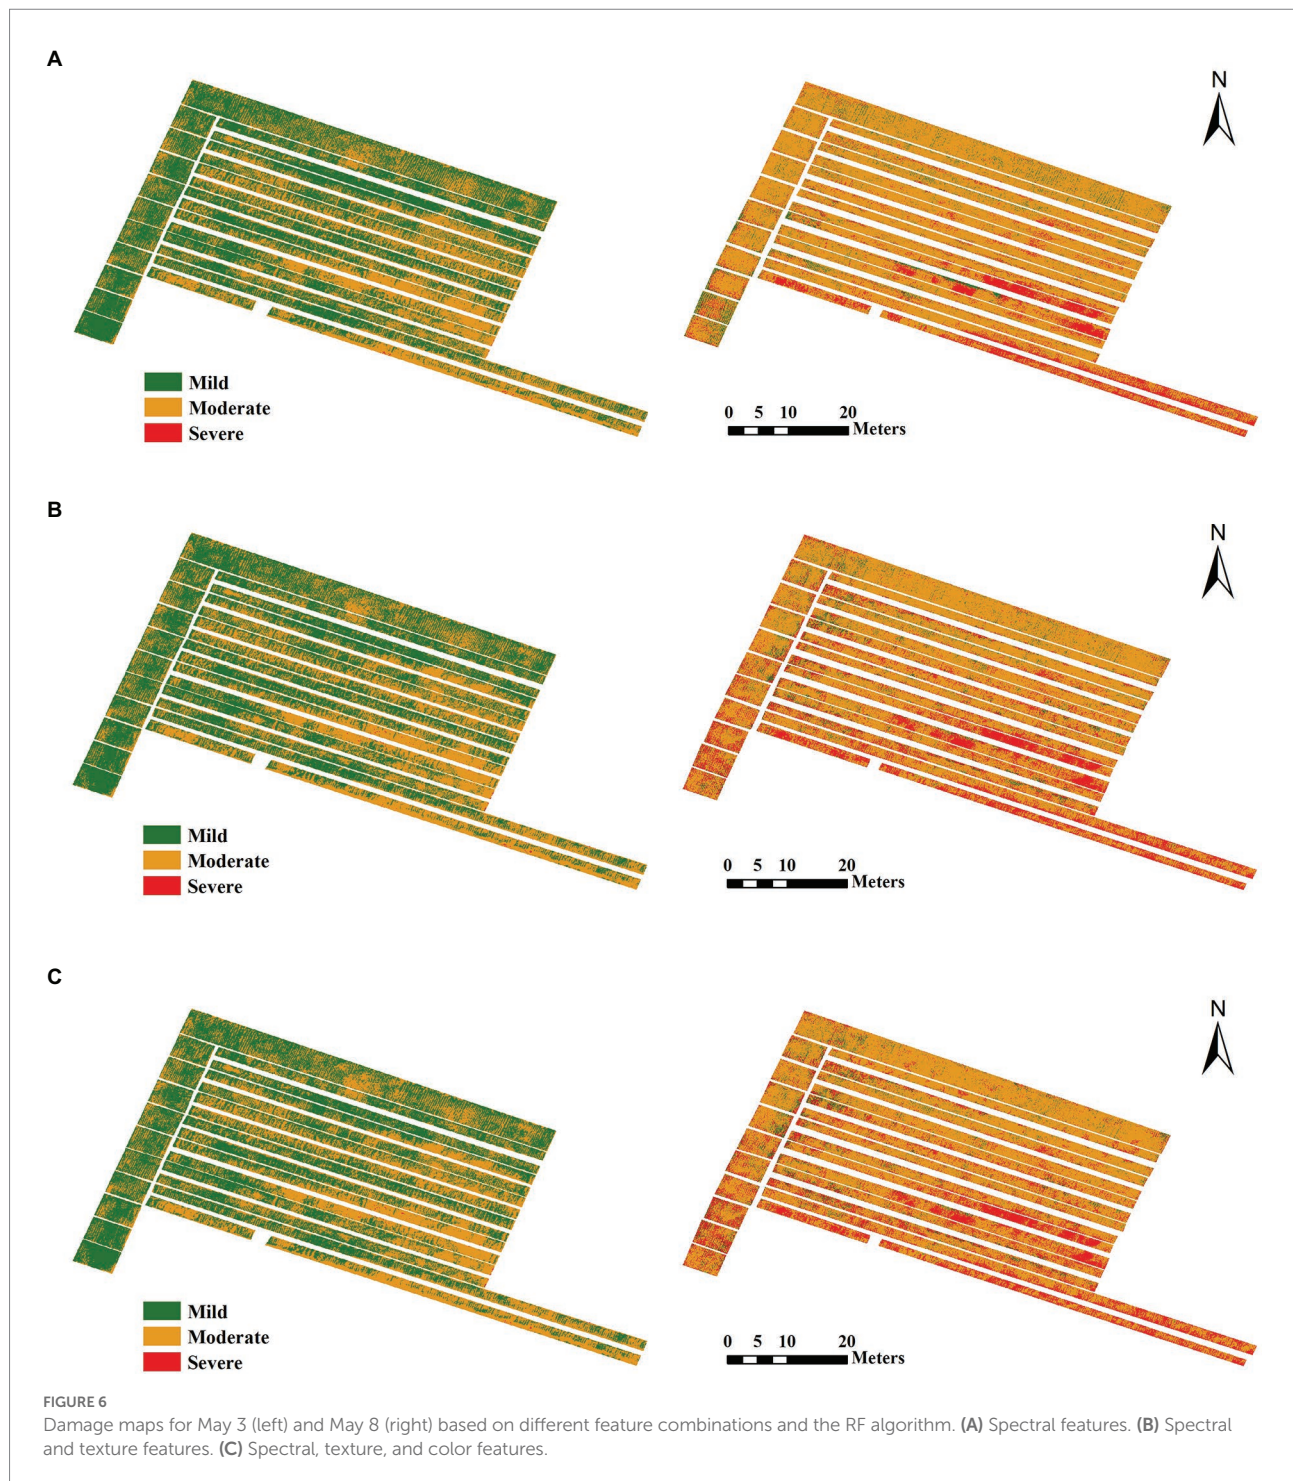 A
N
Mild
Moderate
Severe
0 5 10 20
Meters
B
N
Mild
Moderate
Severe
0 5 10 20
Meters
C
N
Mild
Moderate
Severe
0 5 10 20
Meters
FIGURE 6
Damage maps for May 3 (left) and May 8 (right) based on different feature combinations and the RF algorithm. (A) Spectral features. (B) Spectral
and texture features. (C) Spectral, texture, and color features.